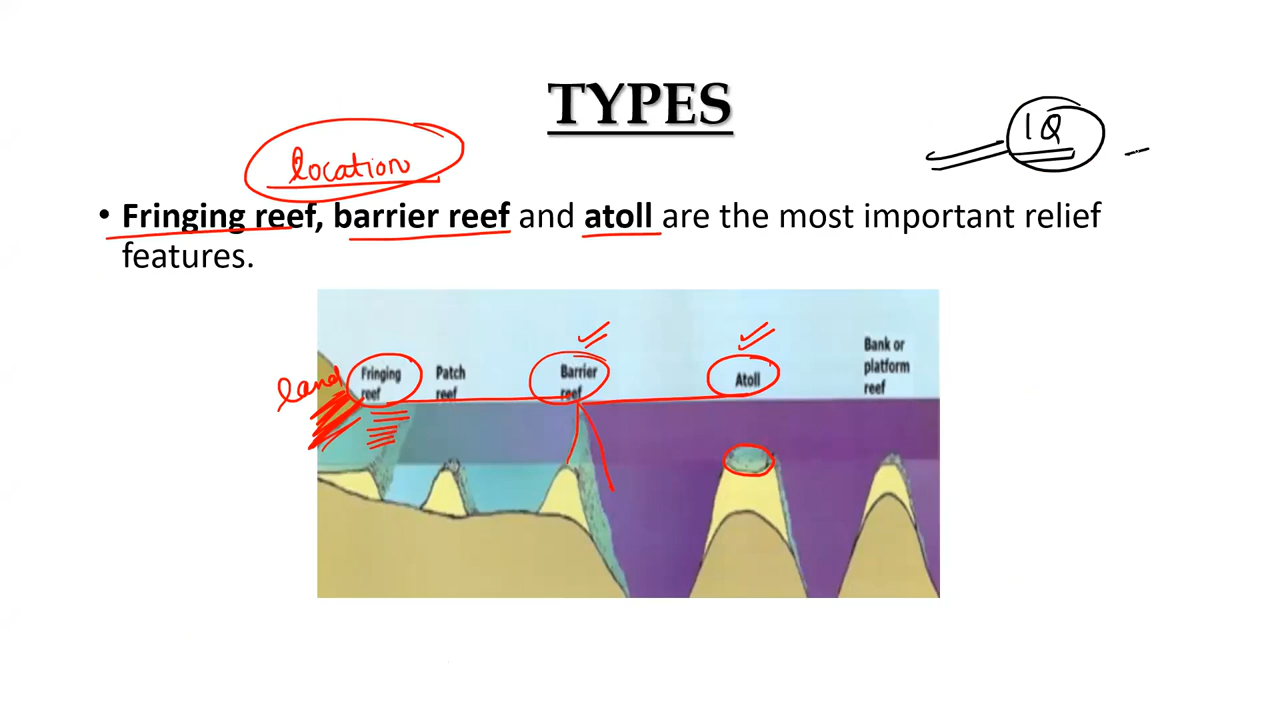 TYPES
1Q
location
• Fringing reef, barrier reef and atoll are the most important relief
features.
Fringing
reef
Patch
reef
Barrier
reef
Atoll
Bank or
platform
reef
land